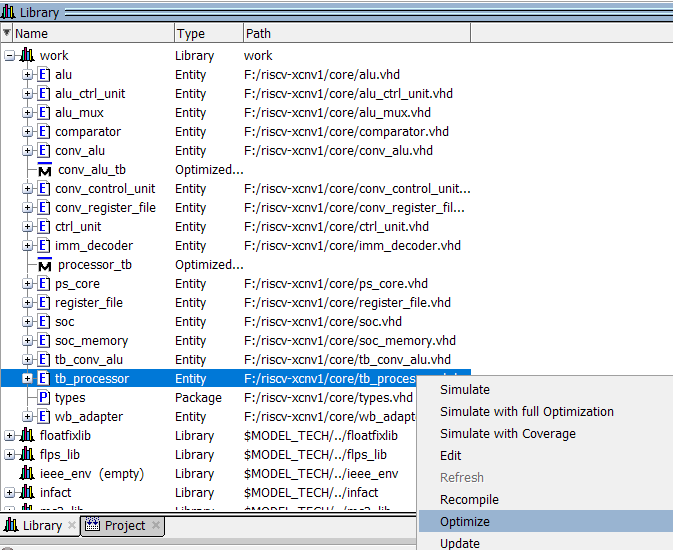 Library
Name Type Path
work Library work
alu Entity F:/riscv-xcnv1/core/alu.vhd
alu_ctrl_unit Entity F:/riscv-xcnv1/core/alu_ctrl_unit.vhd
alu_mux Entity F:/riscv-xcnv1/core/alu_mux.vhd
comparator Entity F:/riscv-xcnv1/core/comparator.vhd
conv_alu Entity F:/riscv-xcnv1/core/conv_alu.vhd
conv_alu_tb Optimized...
conv_control_unit Entity F:/riscv-xcnv1/core/conv_control_unit...
conv_register_file Entity F:/riscv-xcnv1/core/conv_register_fil...
ctrl_unit Entity F:/riscv-xcnv1/core/ctrl_unit.vhd
imm_decoder Entity F:/riscv-xcnv1/core/imm_decoder.vhd
processor_tb Optimized...
ps_core Entity F:/riscv-xcnv1/core/ps_core.vhd
register_file Entity F:/riscv-xcnv1/core/register_file.vhd
soc Entity F:/riscv-xcnv1/core/soc.vhd
soc_memory Entity F:/riscv-xcnv1/core/soc_memory.vhd
tb_conv_alu Entity F:/riscv-xcnv1/core/tb_conv_alu.vhd
tb_processor Entity F:/riscv-xcnv1/core/tb_proces
types Package F:/riscv-xcnv1/core/types.vhd
wb_adapter Entity F:/riscv-xcnv1/core/wb_adapt
floatfixlib Library $MODEL_TECH/../floatfixlib
flps_lib Library $MODEL_TECH/../flps_lib
ieee_env (empty) Library $MODEL_TECH/../ieee_env
infact Library $MODEL_TECH/../infact
Simulate
Simulate with full Optimization
Simulate with Coverage
Edit
Refresh
Recompile
Optimize
Update
Library Project